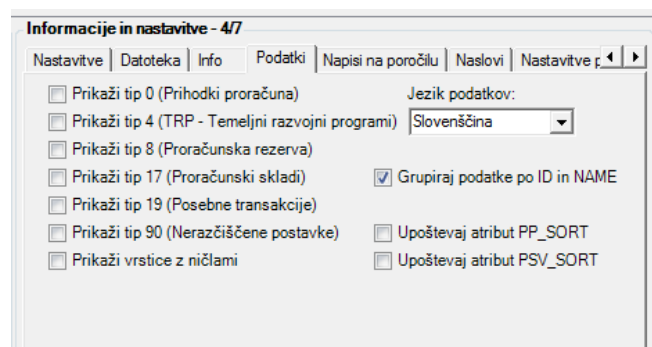 Informacije in nastavitve - 4/7
Nastavitve Datoteka Info Podatki Napisi na poročilu Naslovi Nastavitve
Prikaži tip 0 (Prihodki proračuna) Jezik podatkov:
Prikaži tip 4 (TRP - Temeljni razvojni programi) Slovenščina
Prikaži tip 8 (Proračunska rezerva)
Prikaži tip 17 (Proračunski skladi) Grupiraj podatke po ID in NAME
Prikaži tip 19 (Posebne transakcije)
Prikaži tip 90 (Nerazčiščene postavke) Upoštevaj atribut PP_SORT
Prikaži vrstice z ničlami Upoštevaj atribut PSV_SORT